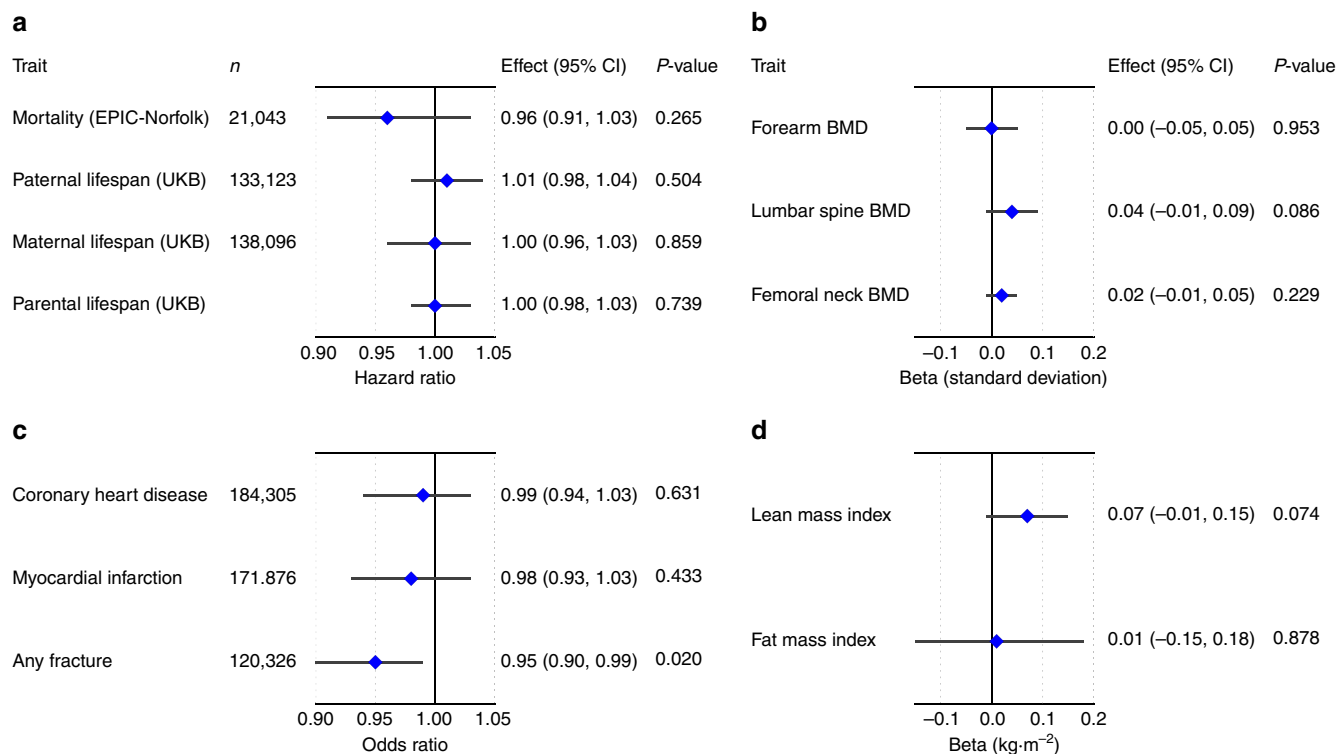 a
Trait n Effect (95% CI) P-value
Mortality (EPIC-Norfolk) 21,043 0.96 (0.91, 1.03) 0.265
Paternal lifespan (UKB) 133,123 1.01 (0.98, 1.04) 0.504
Maternal lifespan (UKB) 138,096 1.00 (0.96, 1.03) 0.859
Parental lifespan (UKB) 1.00 (0.98, 1.03) 0.739
0.90 0.95 1.00 1.05
Hazard ratio
b
Trait Effect (95% CI) P-value
Forearm BMD 0.00 (–0.05, 0.05) 0.953
Lumbar spine BMD 0.04 (–0.01, 0.09) 0.086
Femoral neck BMD 0.02 (–0.01, 0.05) 0.229
–0.1 0.0 0.1 0.2
Beta (standard deviation)
c
Coronary heart disease 184,305 0.99 (0.94, 1.03) 0.631
Myocardial infarction 171.876 0.98 (0.93, 1.03) 0.433
Any fracture 120,326 0.95 (0.90, 0.99) 0.020
0.90 0.95 1.00 1.05
Odds ratio
d
Lean mass index 0.07 (–0.01, 0.15) 0.074
Fat mass index 0.01 (–0.15, 0.18) 0.878
–0.1 0.0 0.1 0.2
Beta (kg·m⁻²)